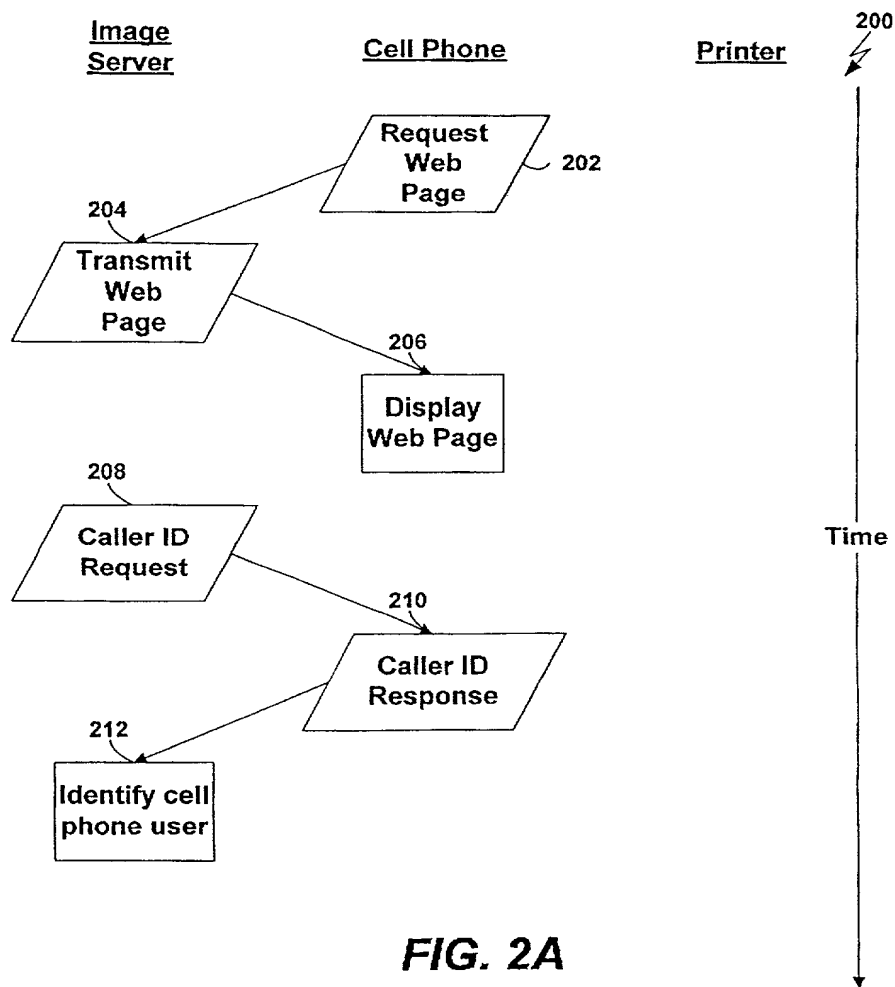 200
Image
Server
Cell Phone
Printer
Request
Web
Page
202
204
Transmit
Web
Page
206
Display
Web Page
208
Caller ID
Request
Time
210
Caller ID
Response
212
Identify cell
phone user
FIG. 2A